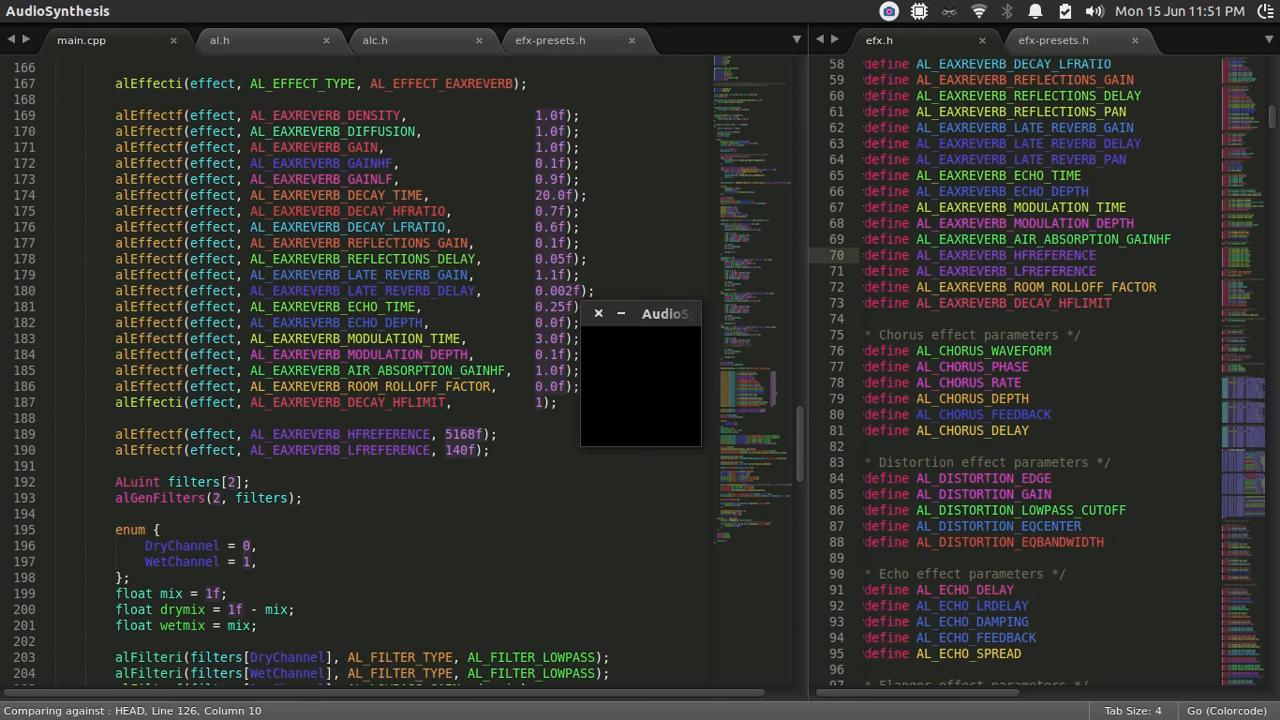 AudioSynthesis
Mon 15 Jun 11:51 PM
main.cpp
al.h
alc.h
efx-presets.h
166
167 alEffecti(effect, AL_EFFECT_TYPE, AL_EFFECT_EAXREVERB);
168
169 alEffectf(effect, AL_EAXREVERB_DENSITY, 1.0f);
170 alEffectf(effect, AL_EAXREVERB_DIFFUSION, 1.0f);
171 alEffectf(effect, AL_EAXREVERB_GAIN, 1.0f);
172 alEffectf(effect, AL_EAXREVERB_GAINHF, 0.1f);
173 alEffectf(effect, AL_EAXREVERB_GAINLF, 0.9f);
174 alEffectf(effect, AL_EAXREVERB_DECAY_TIME, 20.0f);
175 alEffectf(effect, AL_EAXREVERB_DECAY_HFRATIO, 0.7f);
176 alEffectf(effect, AL_EAXREVERB_DECAY_LFRATIO, 0.6f);
177 alEffectf(effect, AL_EAXREVERB_REFLECTIONS_GAIN, 0.1f);
178 alEffectf(effect, AL_EAXREVERB_REFLECTIONS_DELAY, 0.05f);
179 alEffectf(effect, AL_EAXREVERB_LATE_REVERB_GAIN, 1.1f);
180 alEffectf(effect, AL_EAXREVERB_LATE_REVERB_DELAY, 0.002f);
181 alEffectf(effect, AL_EAXREVERB_ECHO_TIME,
182 alEffectf(effect, AL_EAXREVERB_ECHO_DEPTH,
183 alEffectf(effect, AL_EAXREVERB_MODULATION_TIME, 1.0f);
184 alEffectf(effect, AL_EAXREVERB_MODULATION_DEPTH, 0.1f);
185 alEffectf(effect, AL_EAXREVERB_AIR_ABSORPTION_GAINHF, 1.0f);
186 alEffectf(effect, AL_EAXREVERB_ROOM_ROLLOFF_FACTOR, 0.0f);
187 alEffecti(effect, AL_EAXREVERB_DECAY_HFLIMIT, 1);
188
189 alEffectf(effect, AL_EAXREVERB_HFREFERENCE, 5168f);
190 alEffectf(effect, AL_EAXREVERB_LFREFERENCE, 140f);
191
192 ALuint filters[2];
193 alGenFilters(2, filters);
194
195 enum {
196 DryChannel = 0,
197 WetChannel = 1,
198 };
199 float mix = 1f;
200 float drymix = 1f - mix;
201 float wetmix = mix;
202
203 alFilteri(filters[DryChannel], AL_FILTER_TYPE, AL_FILTER_LOWPASS);
204 alFilteri(filters[WetChannel], AL_FILTER_TYPE, AL_FILTER_LOWPASS);
AudioS
efx.h
efx-presets.h
58 define AL_EAXREVERB_DECAY_LFRATIO
59 define AL_EAXREVERB_REFLECTIONS_GAIN
60 define AL_EAXREVERB_REFLECTIONS_DELAY
61 define AL_EAXREVERB_REFLECTIONS_PAN
62 define AL_EAXREVERB_LATE_REVERB_GAIN
63 define AL_EAXREVERB_LATE_REVERB_DELAY
64 define AL_EAXREVERB_LATE_REVERB_PAN
65 define AL_EAXREVERB_ECHO_TIME
66 define AL_EAXREVERB_ECHO_DEPTH
67 define AL_EAXREVERB_MODULATION_TIME
68 define AL_EAXREVERB_MODULATION_DEPTH
69 define AL_EAXREVERB_AIR_ABSORPTION_GAINHF
70 define AL_EAXREVERB_HFREFERENCE
71 define AL_EAXREVERB_LFREFERENCE
72 define AL_EAXREVERB_ROOM_ROLLOFF_FACTOR
73 define AL_EAXREVERB_DECAY_HFLIMIT
74
75 * Chorus effect parameters */
76 define AL_CHORUS_WAVEFORM
77 define AL_CHORUS_PHASE
78 define AL_CHORUS_RATE
79 define AL_CHORUS_DEPTH
80 define AL_CHORUS_FEEDBACK
81 define AL_CHORUS_DELAY
82
83 * Distortion effect parameters */
84 define AL_DISTORTION_EDGE
85 define AL_DISTORTION_GAIN
86 define AL_DISTORTION_LOWPASS_CUTOFF
87 define AL_DISTORTION_EQCENTER
88 define AL_DISTORTION_EQBANDWIDTH
89
90 * Echo effect parameters */
91 define AL_ECHO_DELAY
92 define AL_ECHO_LRDELAY
93 define AL_ECHO_DAMPING
94 define AL_ECHO_FEEDBACK
95 define AL_ECHO_SPREAD
96
97 * Flanger effect parameters */
Comparing against : HEAD, Line 126, Column 10
Tab Size: 4
Go (Colorcode)